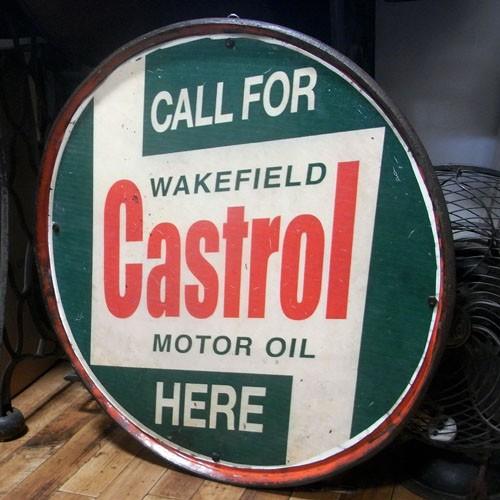 CALL FOR
WAKEFIELD
Castrol
MOTOR OIL
HERE